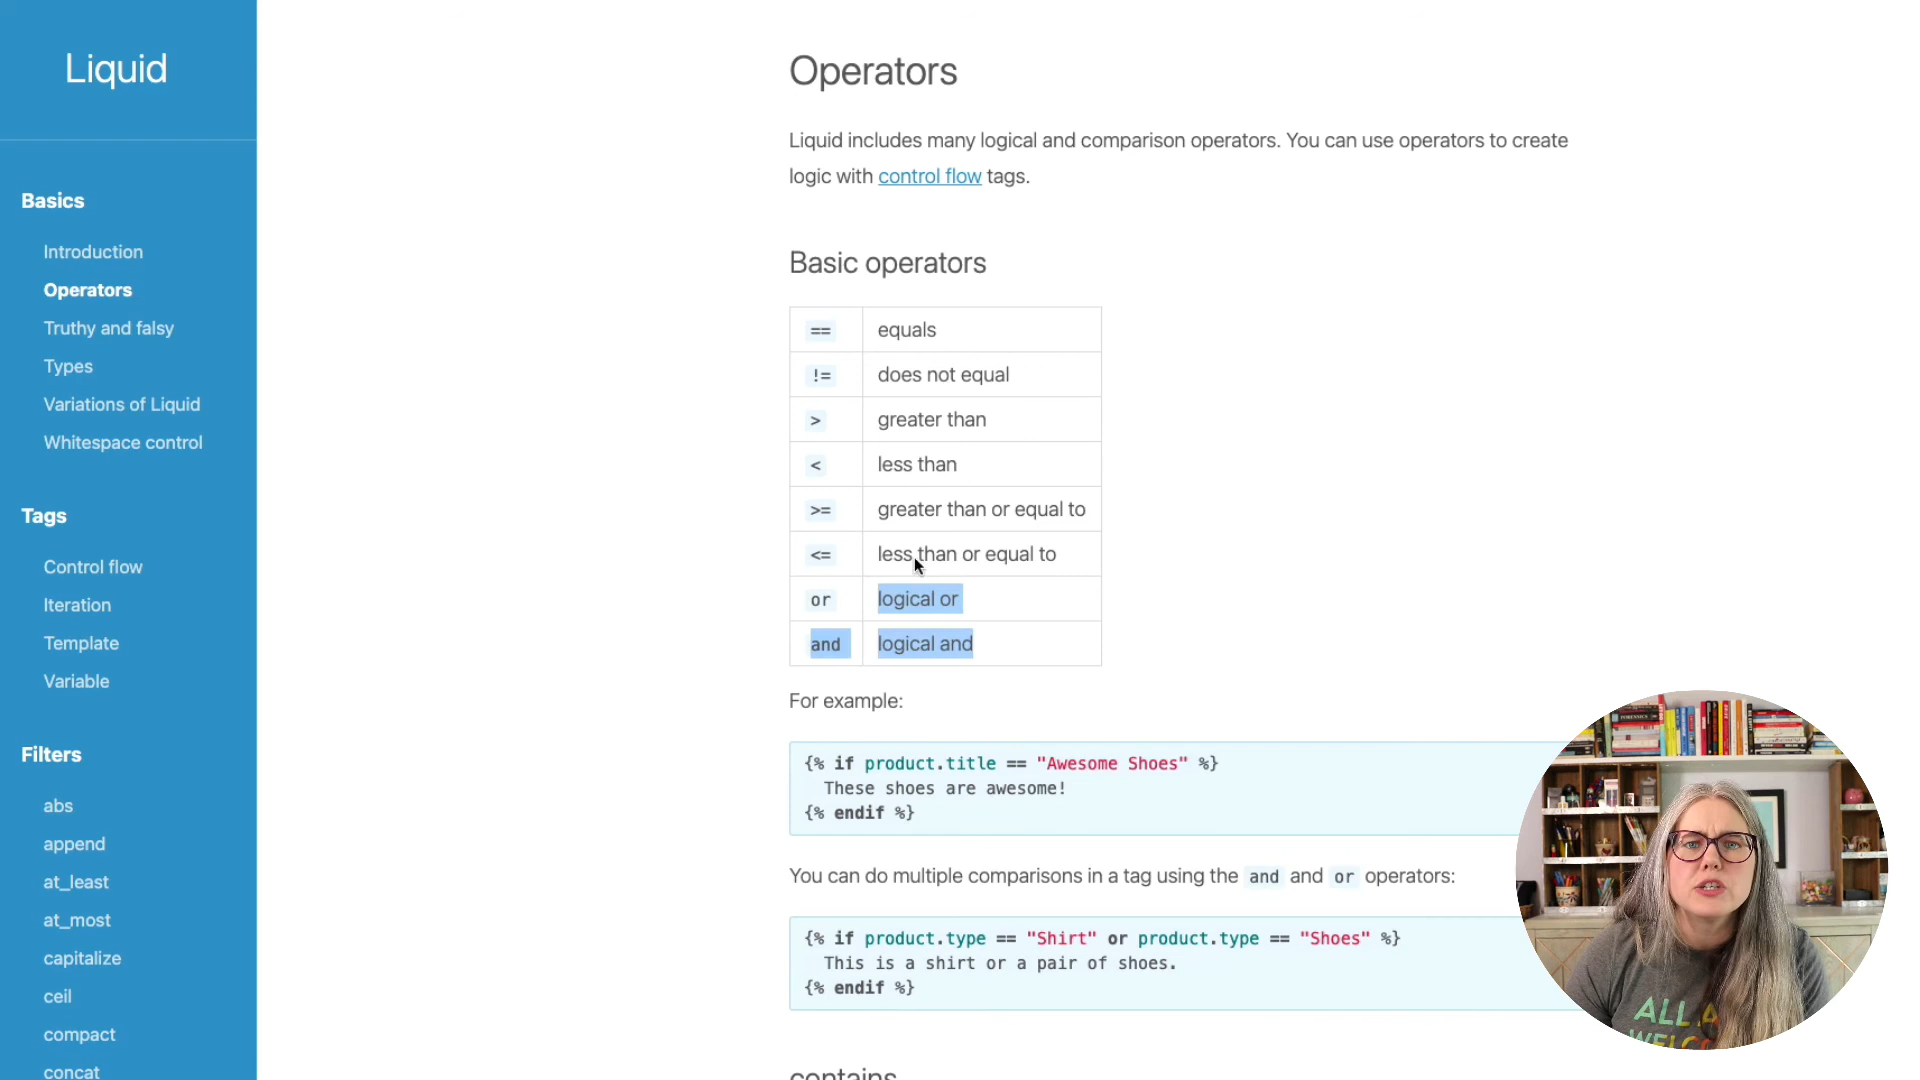 Liquid
Basics
Introduction
Operators
Truthy and falsy
Types
Variations of Liquid
Whitespace control
Tags
Control flow
Iteration
Template
Variable
Filters
abs
append
at_least
at_most
capitalize
ceil
compact
concat
Operators
Liquid includes many logical and comparison operators. You can use operators to create
logic with control flow tags.
Basic operators
== equals
!= does not equal
> greater than
< less than
>= greater than or equal to
<= less than or equal to
or logical or
and logical and
For example:
{% if product.title == "Awesome Shoes" %}
These shoes are awesome!
{% endif %}
You can do multiple comparisons in a tag using the and and or operators:
{% if product.type == "Shirt" or product.type == "Shoes" %}
This is a shirt or a pair of shoes.
{% endif %}
contains
ALL A